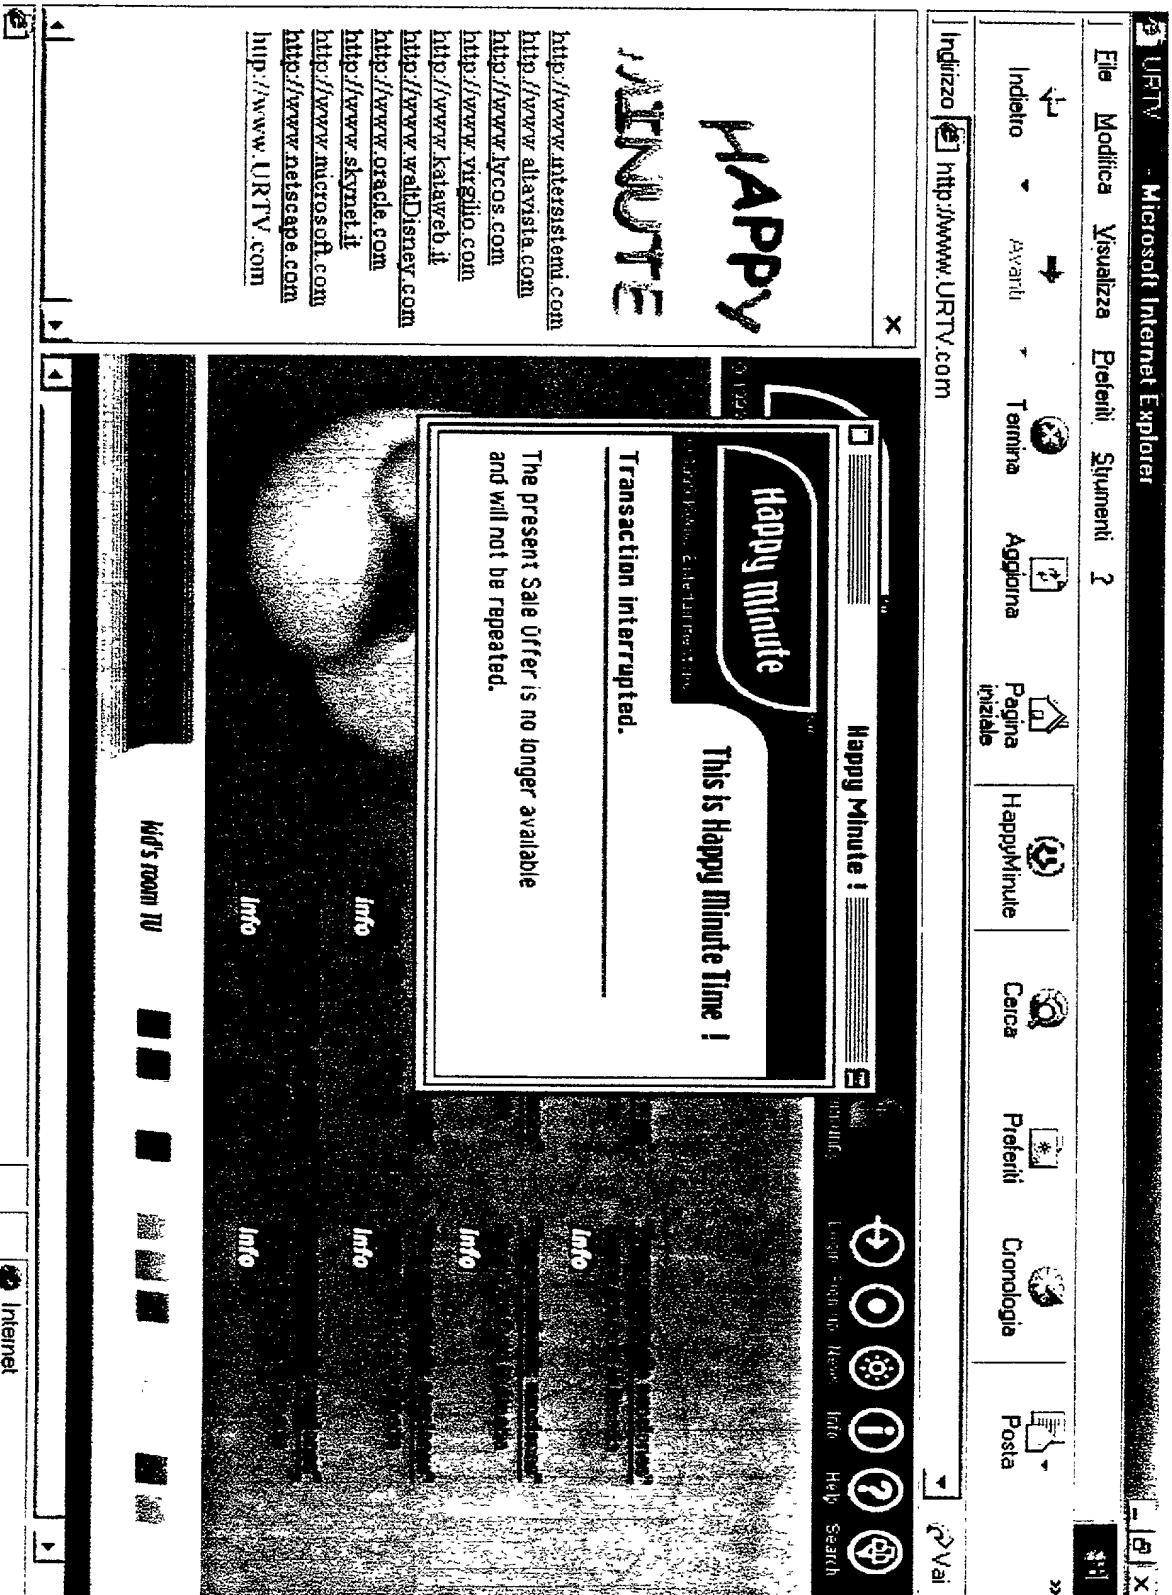 URTV - Microsoft Internet Explorer
File Modifica Visualizza Preferiti Strumenti ?
Indietro Avanti Termina Aggiorna Pagina iniziale HappyMinute Cerca Preferiti Cronologia Posta »
Indirizzo http://www.URTV.com Vai
HAPPY
MINUTE
http://www.intersistemi.com
http://www.altavista.com
http://www.lycos.com
http://www.virgilio.com
http://www.kataweb.it
http://www.waltDisney.com
http://www.oracle.com
http://www.skynet.it
http://www.microsoft.com
http://www.netscape.com
http://www.URTV.com
News Info Help Search
Happy Minute !
Happy minute
This is Happy Minute Time !
Transaction interrupted.
The present Sale Offer is no longer available
and will not be repeated.
Info
Info
Info
Info
Info
Info
kid's room TV
Internet